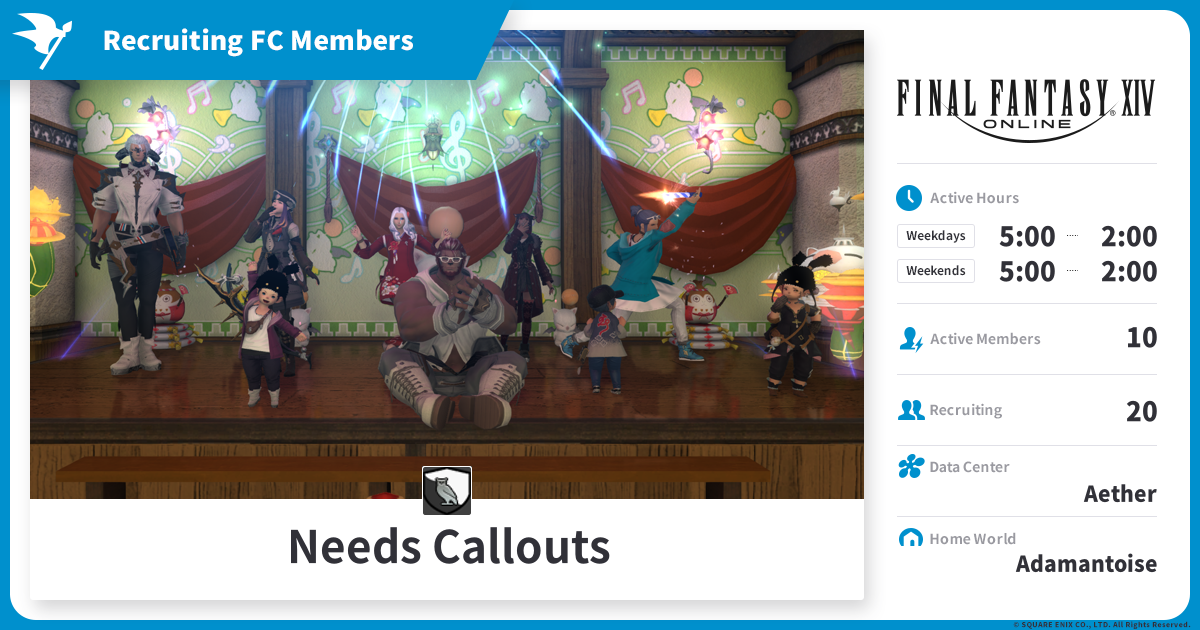 Recruiting FC Members
FINAL FANTASY® XIV
ONLINE
Active Hours
Weekdays 5:00 ····· 2:00
Weekends 5:00 ····· 2:00
Active Members 10
Recruiting 20
Data Center
Aether
Home World
Adamantoise
Needs Callouts
© SQUARE ENIX CO., LTD. All Rights Reserved.